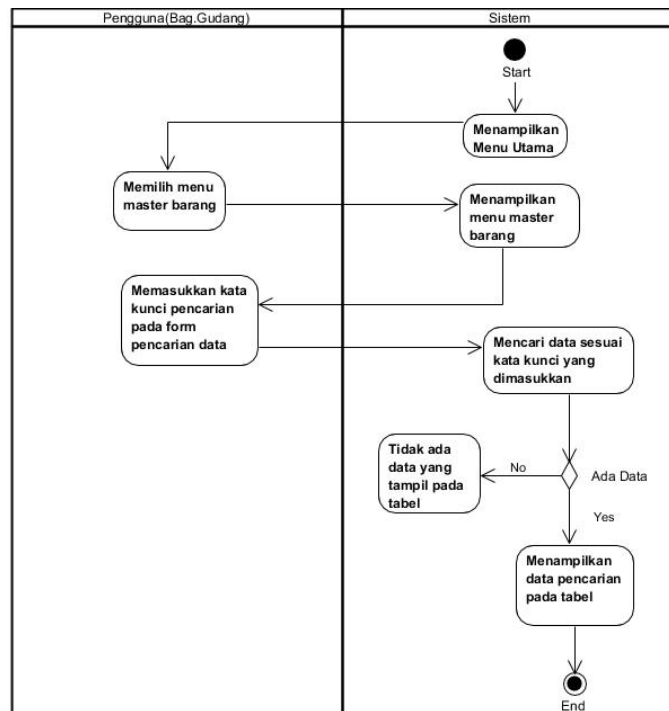 Pengguna(Bag.Gudang)
Sistem
Start
Menampilkan
Menu Utama
Memilih menu
master barang
Menampilkan
menu master
barang
Memasukkan kata
kunci pencarian
pada form
pencarian data
Mencari data sesuai
kata kunci yang
dimasukkan
Tidak ada
data yang
tampil pada
tabel
No
Ada Data
Yes
Menampilkan
data pencarian
pada tabel
End